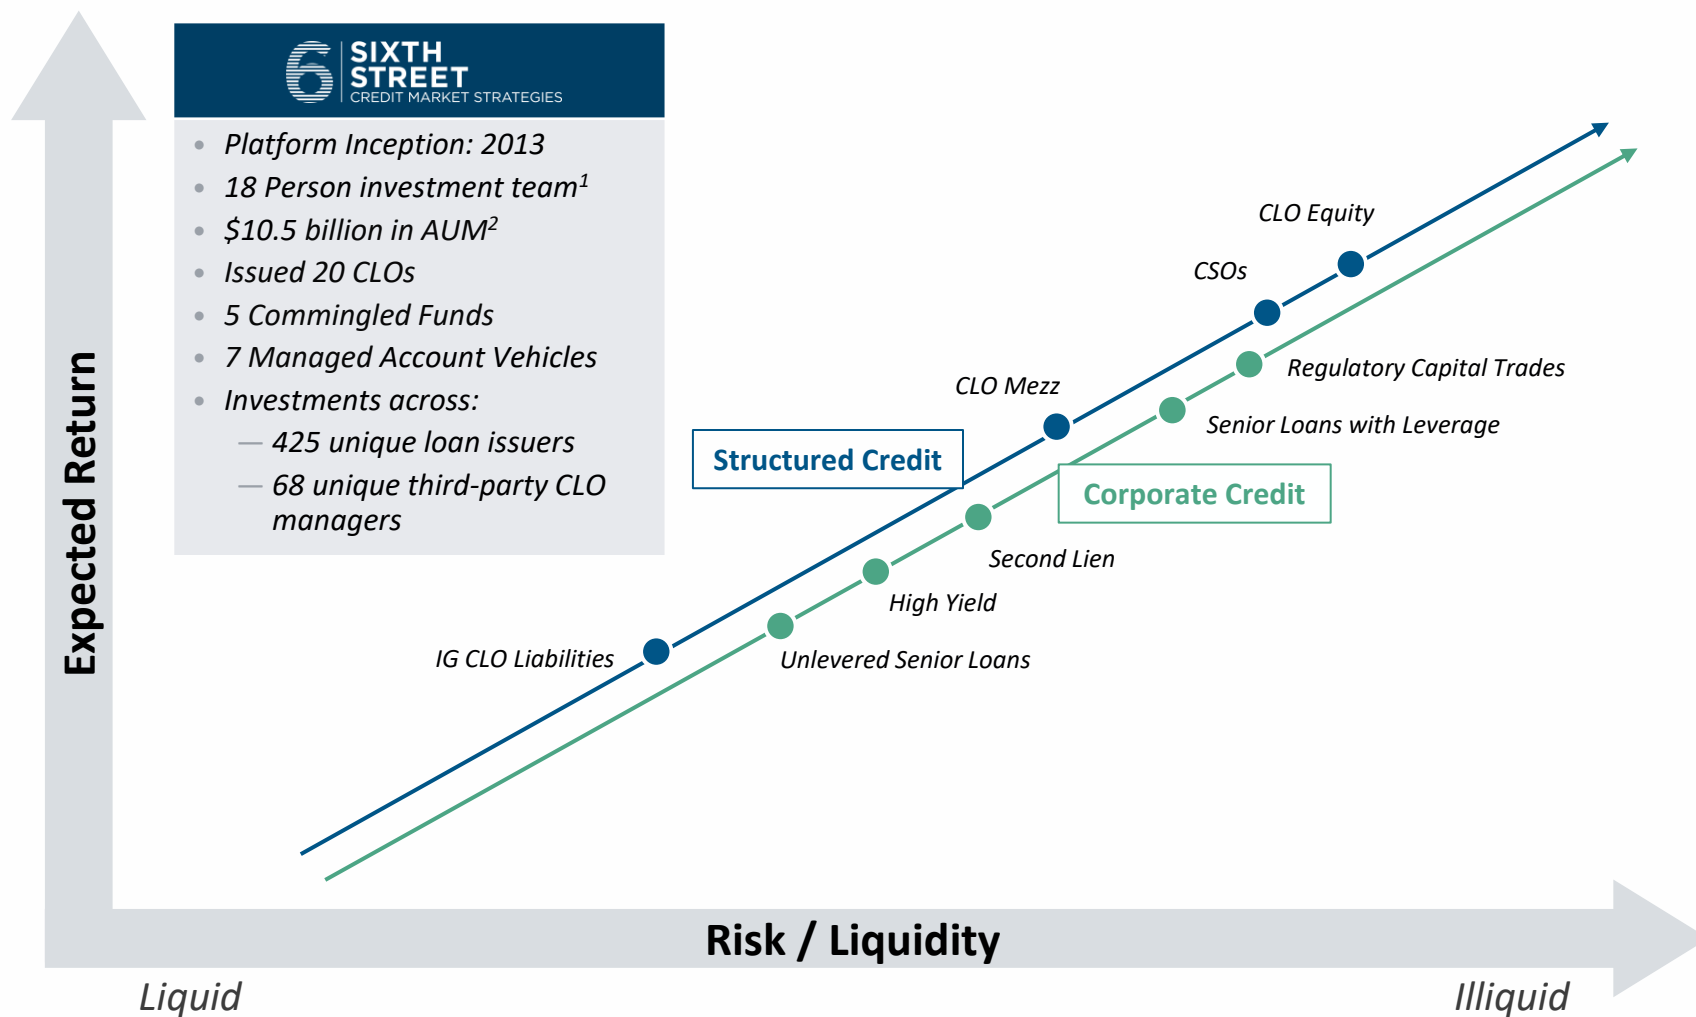 6 SIXTH
STREET
CREDIT MARKET STRATEGIES
• Platform Inception: 2013
• 18 Person investment team¹
• $10.5 billion in AUM²
• Issued 20 CLOs
• 5 Commingled Funds
• 7 Managed Account Vehicles
• Investments across:
— 425 unique loan issuers
— 68 unique third-party CLO
managers
Expected Return
CLO Equity
CSOs
Regulatory Capital Trades
CLO Mezz
Senior Loans with Leverage
Structured Credit
Corporate Credit
Second Lien
High Yield
IG CLO Liabilities
Unlevered Senior Loans
Risk / Liquidity
Liquid
Illiquid